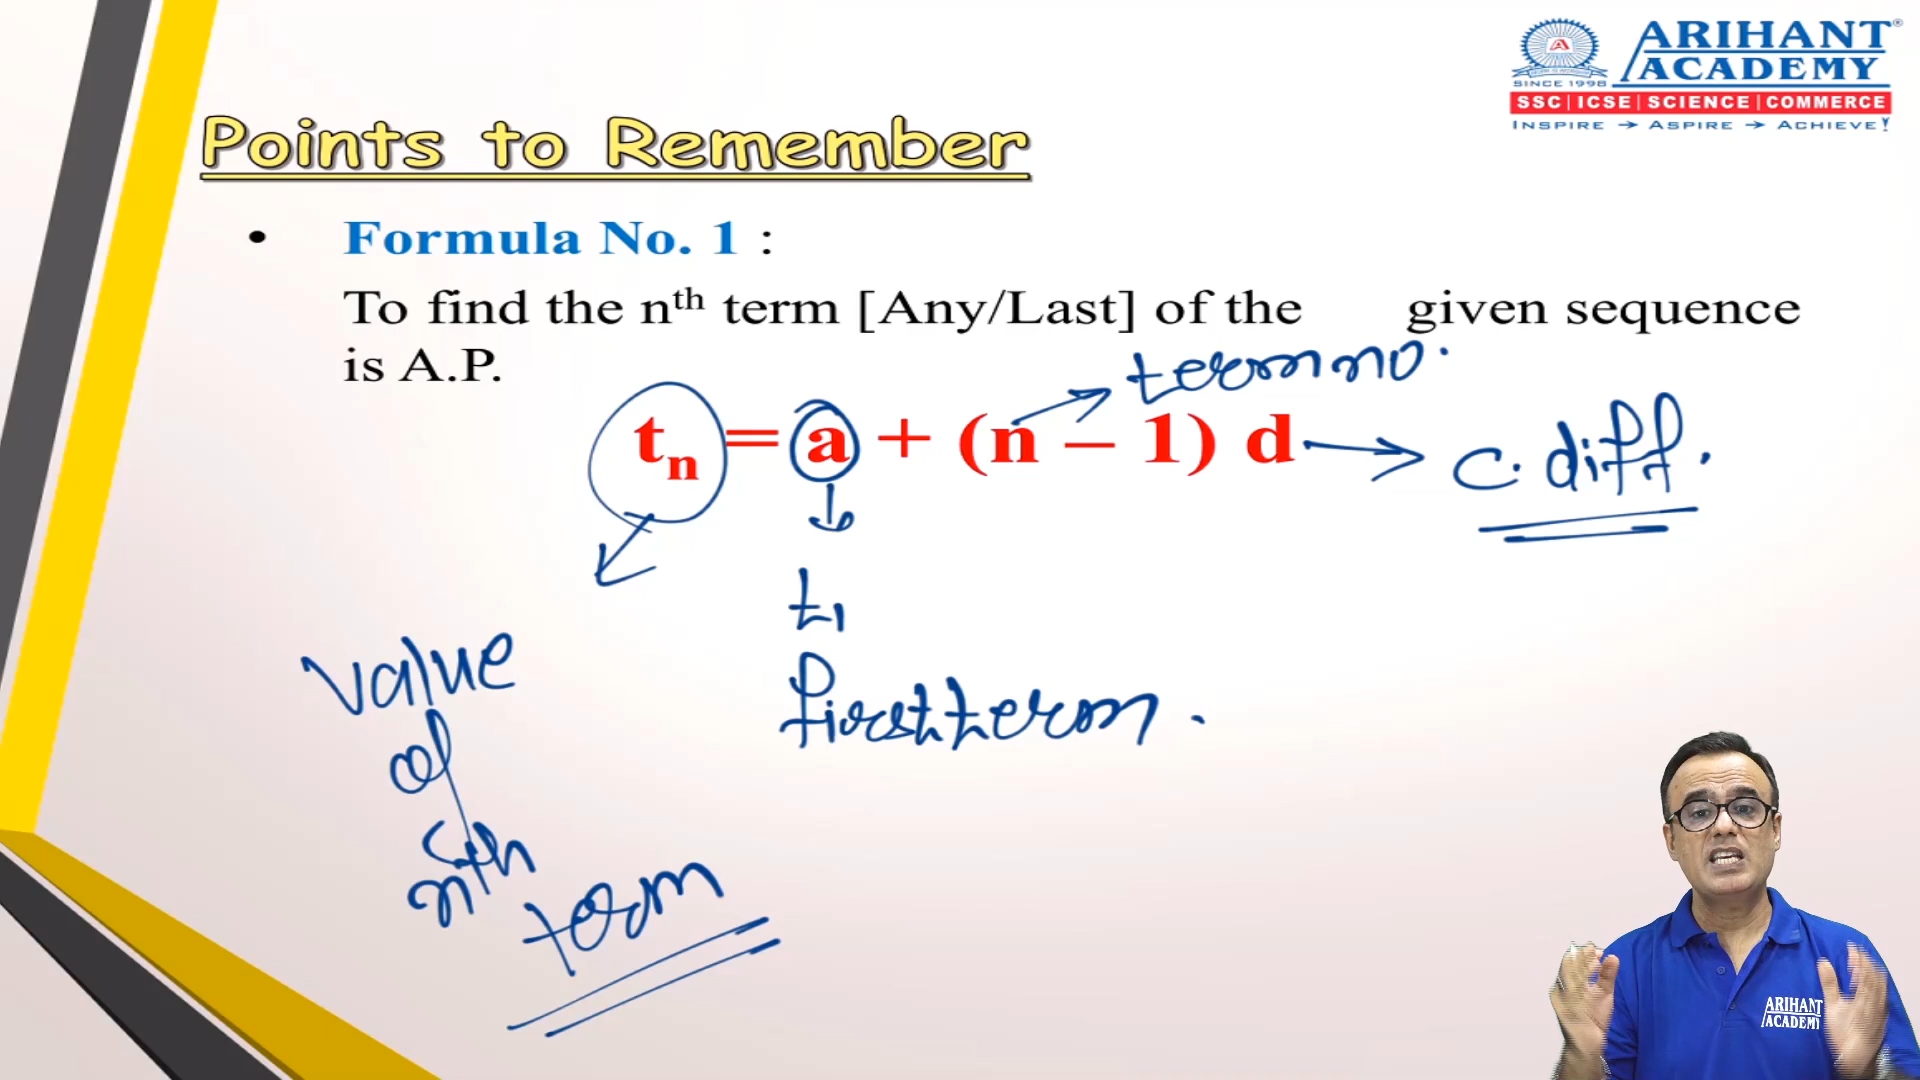 ARIHANT
ACADEMY
SINCE 1998
SSC | ICSE | SCIENCE | COMMERCE
INSPIRE → ASPIRE → ACHIEVE!
Points to Remember
• Formula No. 1 :
To find the nth term [Any/Last] of the given sequence
is A.P.
term no.
tn = a + (n – 1) d → c. diff.
t1
first term.
value
of
nth
term
ARIHANT
ACADEMY